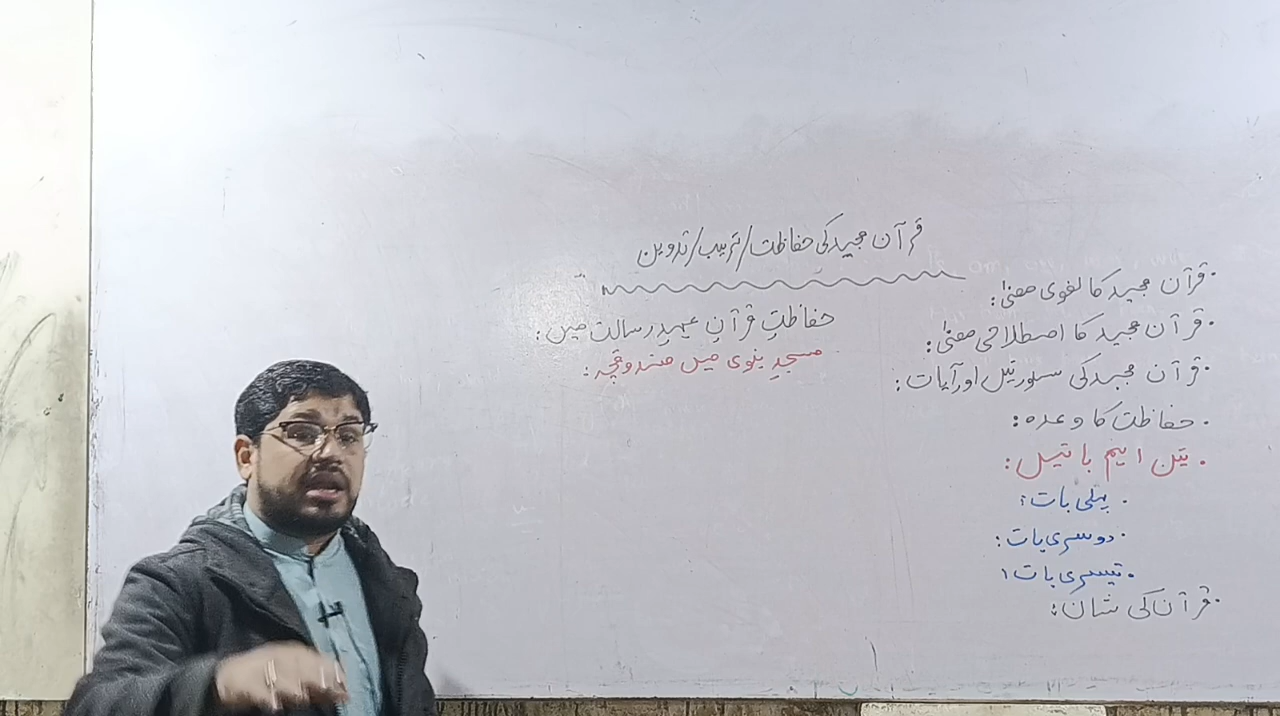 قرآن مجید کی حفاظت/ترتیب/تدوین
قرآن مجید کا لغوی معنیٰ:
قرآن مجید کا اصطلاحی معنیٰ:
قرآن مجید کی سورتیں اور آیات:
حفاظت کا وعدہ:
تین اہم باتیں:
پہلی بات:
دوسری بات:
تیسری بات:
قرآن کی شان:
حفاظتِ قرآن عہدِ رسالت میں:
مسجدِ نبوی میں صندوقچہ: